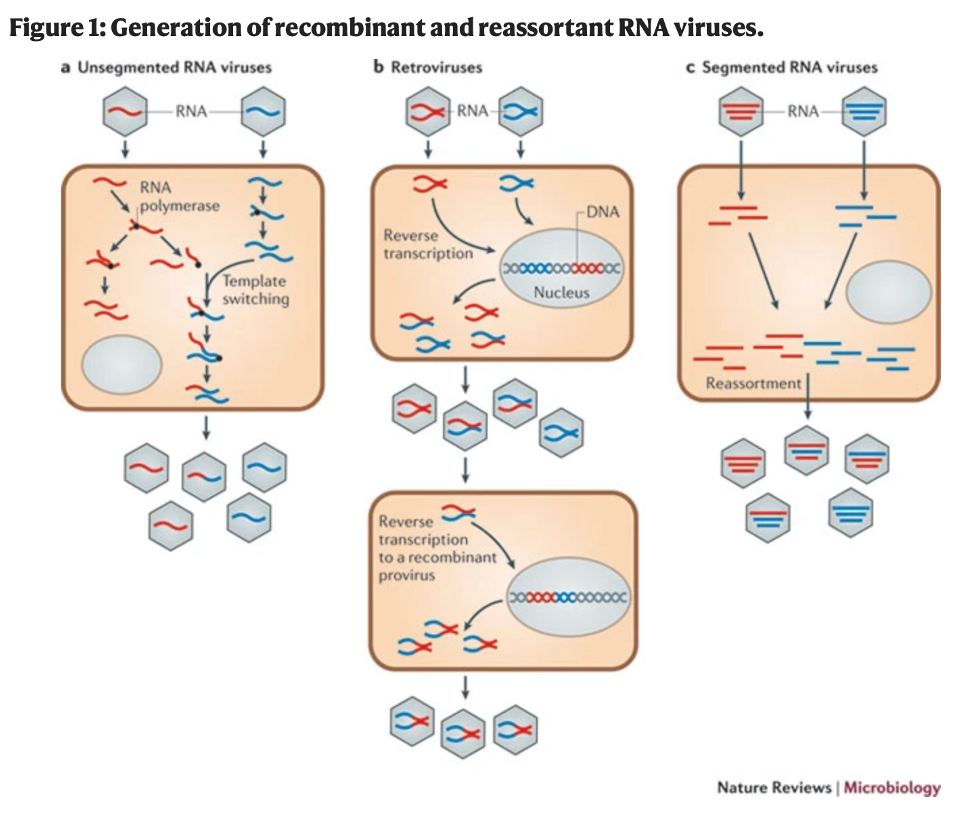 Figure 1: Generation of recombinant and reassortant RNA viruses.
a Unsegmented RNA viruses
RNA
RNA
polymerase
Template
switching
b Retroviruses
RNA
DNA
Reverse
transcription
Nucleus
Reverse
transcription
to a recombinant
provirus
c Segmented RNA viruses
RNA
Reassortment
Nature Reviews | Microbiology